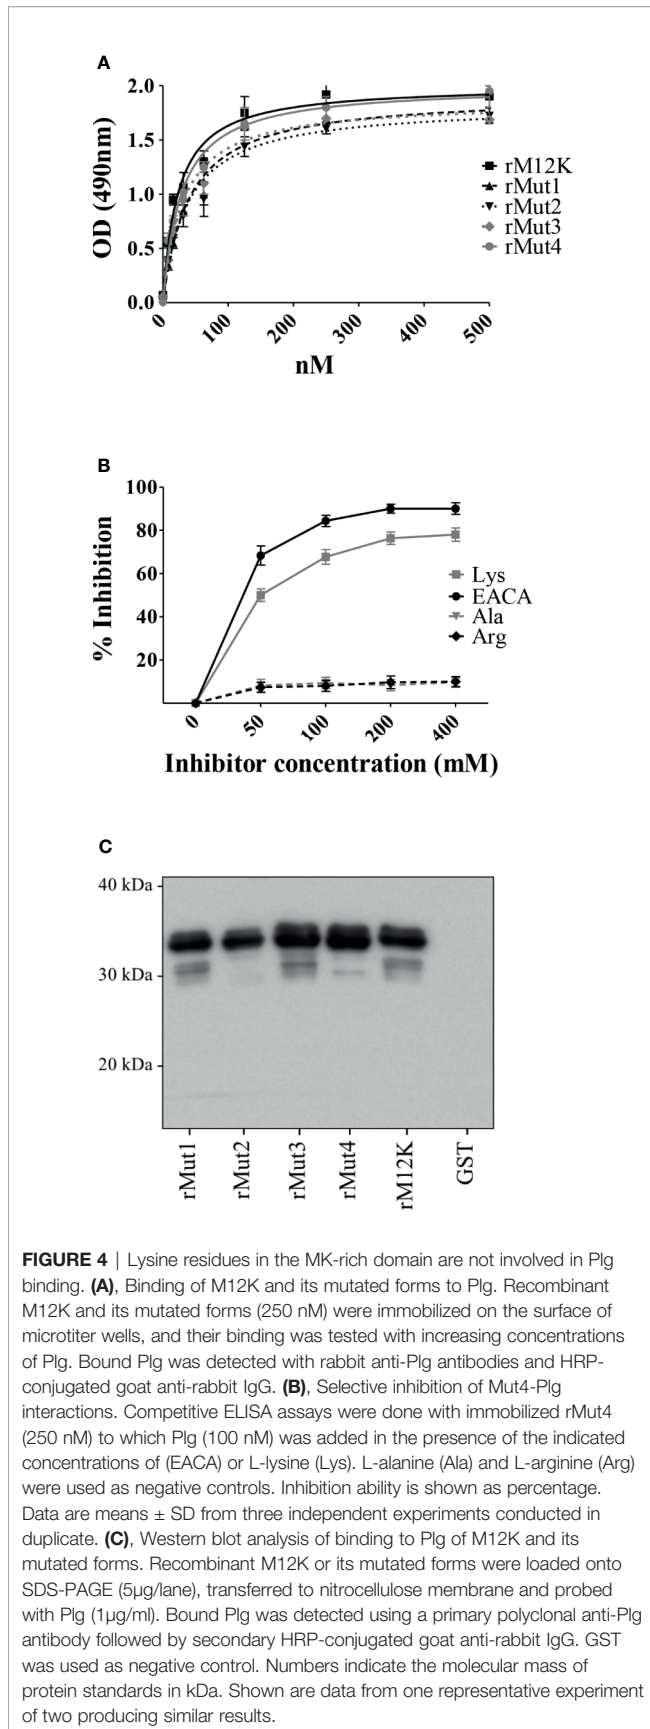 A
2.0
1.5
1.0
0.5
0.0
OD (490nm)
0
100
200
300
400
500
nM
rM12K
rMut1
rMut2
rMut3
rMut4
B
100
80
60
40
20
% Inhibition
0
50
100
200
400
Inhibitor concentration (mM)
Lys
EACA
Ala
Arg
C
40 kDa
30 kDa
20 kDa
rMut1
rMut2
rMut3
rMut4
rM12K
GST
FIGURE 4 | Lysine residues in the MK-rich domain are not involved in Plg
binding. (A), Binding of M12K and its mutated forms to Plg. Recombinant
M12K and its mutated forms (250 nM) were immobilized on the surface of
microtiter wells, and their binding was tested with increasing concentrations
of Plg. Bound Plg was detected with rabbit anti-Plg antibodies and HRP-
conjugated goat anti-rabbit IgG. (B), Selective inhibition of Mut4-Plg
interactions. Competitive ELISA assays were done with immobilized rMut4
(250 nM) to which Plg (100 nM) was added in the presence of the indicated
concentrations of (EACA) or L-lysine (Lys). L-alanine (Ala) and L-arginine (Arg)
were used as negative controls. Inhibition ability is shown as percentage.
Data are means ± SD from three independent experiments conducted in
duplicate. (C), Western blot analysis of binding to Plg of M12K and its
mutated forms. Recombinant M12K or its mutated forms were loaded onto
SDS-PAGE (5μg/lane), transferred to nitrocellulose membrane and probed
with Plg (1μg/ml). Bound Plg was detected using a primary polyclonal anti-Plg
antibody followed by secondary HRP-conjugated goat anti-rabbit IgG. GST
was used as negative control. Numbers indicate the molecular mass of
protein standards in kDa. Shown are data from one representative experiment
of two producing similar results.